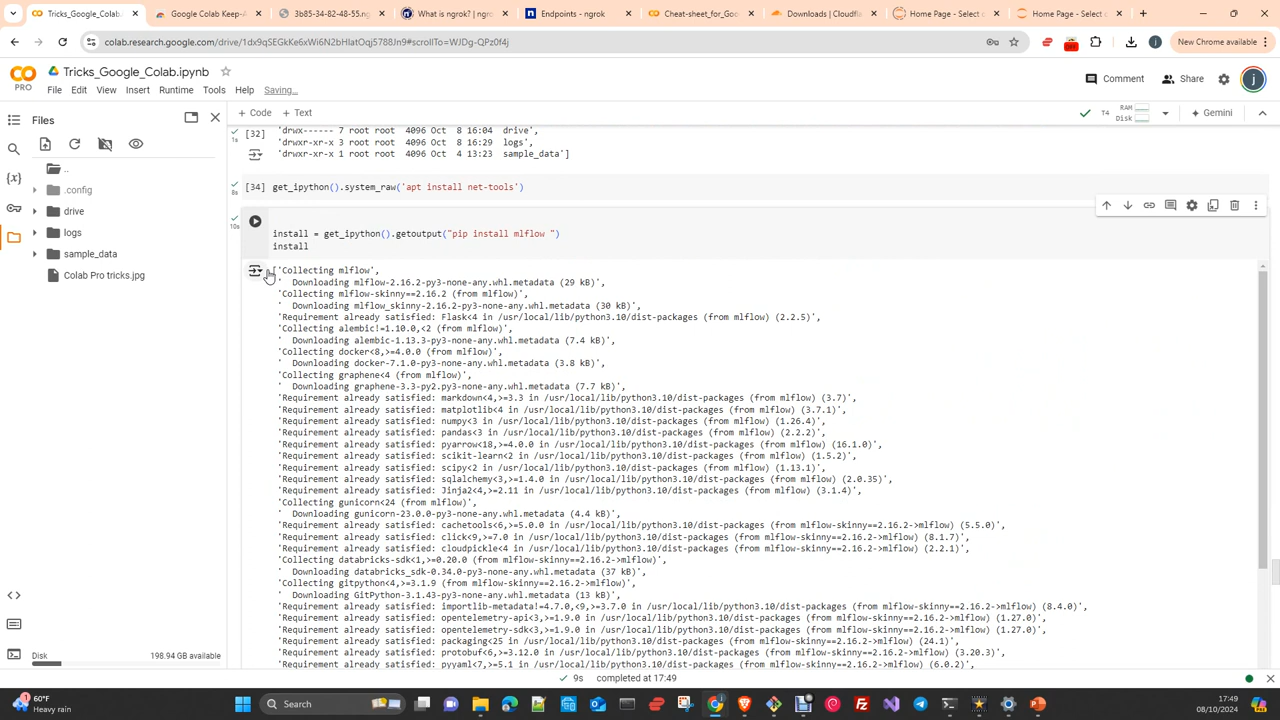 Tricks_Google_Colab.ipynb
Google Colab Keep-A
3b85-34-82-48-55.ng
What is ngrok? | ngro
Endpoints - ngrok
Cheat-sheet_for_Goo
Downloads | Cloudfla
Home Page - Select o
Home Page - Select o
colab.research.google.com/drive/1dx9qSEGkKe6xWi6N2bHIatOqj5788Jn9#scrollTo=WJDg-QPz0f4j
OFF
j
New Chrome available
PRO
Tricks_Google_Colab.ipynb
File Edit View Insert Runtime Tools Help Saving...
Comment
Share
j
Files
+ Code + Text
T4
RAM
Disk
Gemini
..
.config
drive
logs
sample_data
Colab Pro tricks.jpg
1s
[32]
'drwx------ 7 root root  4096 Oct  8 16:04  drive',
'drwxr-xr-x 3 root root  4096 Oct  8 16:29  logs',
'drwxr-xr-x 1 root root  4096 Oct  4 13:23  sample_data']
8s
[34] get_ipython().system_raw('apt install net-tools')
10s
install = get_ipython().getoutput("pip install mlflow ")
install
['Collecting mlflow',
'  Downloading mlflow-2.16.2-py3-none-any.whl.metadata (29 kB)',
'Collecting mlflow-skinny==2.16.2 (from mlflow)',
'  Downloading mlflow_skinny-2.16.2-py3-none-any.whl.metadata (30 kB)',
'Requirement already satisfied: Flask<4 in /usr/local/lib/python3.10/dist-packages (from mlflow) (2.2.5)',
'Collecting alembic!=1.10.0,<2 (from mlflow)',
'  Downloading alembic-1.13.3-py3-none-any.whl.metadata (7.4 kB)',
'Collecting docker<8,>=4.0.0 (from mlflow)',
'  Downloading docker-7.1.0-py3-none-any.whl.metadata (3.8 kB)',
'Collecting graphene<4 (from mlflow)',
'  Downloading graphene-3.3-py2.py3-none-any.whl.metadata (7.7 kB)',
'Requirement already satisfied: markdown<4,>=3.3 in /usr/local/lib/python3.10/dist-packages (from mlflow) (3.7)',
'Requirement already satisfied: matplotlib<4 in /usr/local/lib/python3.10/dist-packages (from mlflow) (3.7.1)',
'Requirement already satisfied: numpy<3 in /usr/local/lib/python3.10/dist-packages (from mlflow) (1.26.4)',
'Requirement already satisfied: pandas<3 in /usr/local/lib/python3.10/dist-packages (from mlflow) (2.2.2)',
'Requirement already satisfied: pyarrow<18,>=4.0.0 in /usr/local/lib/python3.10/dist-packages (from mlflow) (16.1.0)',
'Requirement already satisfied: scikit-learn<2 in /usr/local/lib/python3.10/dist-packages (from mlflow) (1.5.2)',
'Requirement already satisfied: scipy<2 in /usr/local/lib/python3.10/dist-packages (from mlflow) (1.13.1)',
'Requirement already satisfied: sqlalchemy<3,>=1.4.0 in /usr/local/lib/python3.10/dist-packages (from mlflow) (2.0.35)',
'Requirement already satisfied: Jinja2<4,>=2.11 in /usr/local/lib/python3.10/dist-packages (from mlflow) (3.1.4)',
'Collecting gunicorn<24 (from mlflow)',
'  Downloading gunicorn-23.0.0-py3-none-any.whl.metadata (4.4 kB)',
'Requirement already satisfied: cachetools<6,>=5.0.0 in /usr/local/lib/python3.10/dist-packages (from mlflow-skinny==2.16.2->mlflow) (5.5.0)',
'Requirement already satisfied: click<9,>=7.0 in /usr/local/lib/python3.10/dist-packages (from mlflow-skinny==2.16.2->mlflow) (8.1.7)',
'Requirement already satisfied: cloudpickle<4 in /usr/local/lib/python3.10/dist-packages (from mlflow-skinny==2.16.2->mlflow) (2.2.1)',
'Collecting databricks-sdk<1,>=0.20.0 (from mlflow-skinny==2.16.2->mlflow)',
'  Downloading databricks_sdk-0.34.0-py3-none-any.whl.metadata (37 kB)',
'Collecting gitpython<4,>=3.1.9 (from mlflow-skinny==2.16.2->mlflow)',
'  Downloading GitPython-3.1.43-py3-none-any.whl.metadata (13 kB)',
'Requirement already satisfied: importlib-metadata!=4.7.0,<9,>=3.7.0 in /usr/local/lib/python3.10/dist-packages (from mlflow-skinny==2.16.2->mlflow) (8.4.0)',
'Requirement already satisfied: opentelemetry-api<3,>=1.9.0 in /usr/local/lib/python3.10/dist-packages (from mlflow-skinny==2.16.2->mlflow) (1.27.0)',
'Requirement already satisfied: opentelemetry-sdk<3,>=1.9.0 in /usr/local/lib/python3.10/dist-packages (from mlflow-skinny==2.16.2->mlflow) (1.27.0)',
'Requirement already satisfied: packaging<25 in /usr/local/lib/python3.10/dist-packages (from mlflow-skinny==2.16.2->mlflow) (24.1)',
'Requirement already satisfied: protobuf<6,>=3.12.0 in /usr/local/lib/python3.10/dist-packages (from mlflow-skinny==2.16.2->mlflow) (3.20.3)',
'Requirement already satisfied: pyyaml<7,>=5.1 in /usr/local/lib/python3.10/dist-packages (from mlflow-skinny==2.16.2->mlflow) (6.0.2)',
Disk 198.94 GB available
9s completed at 17:49
60°F
Heavy rain
Search
17:49
08/10/2024